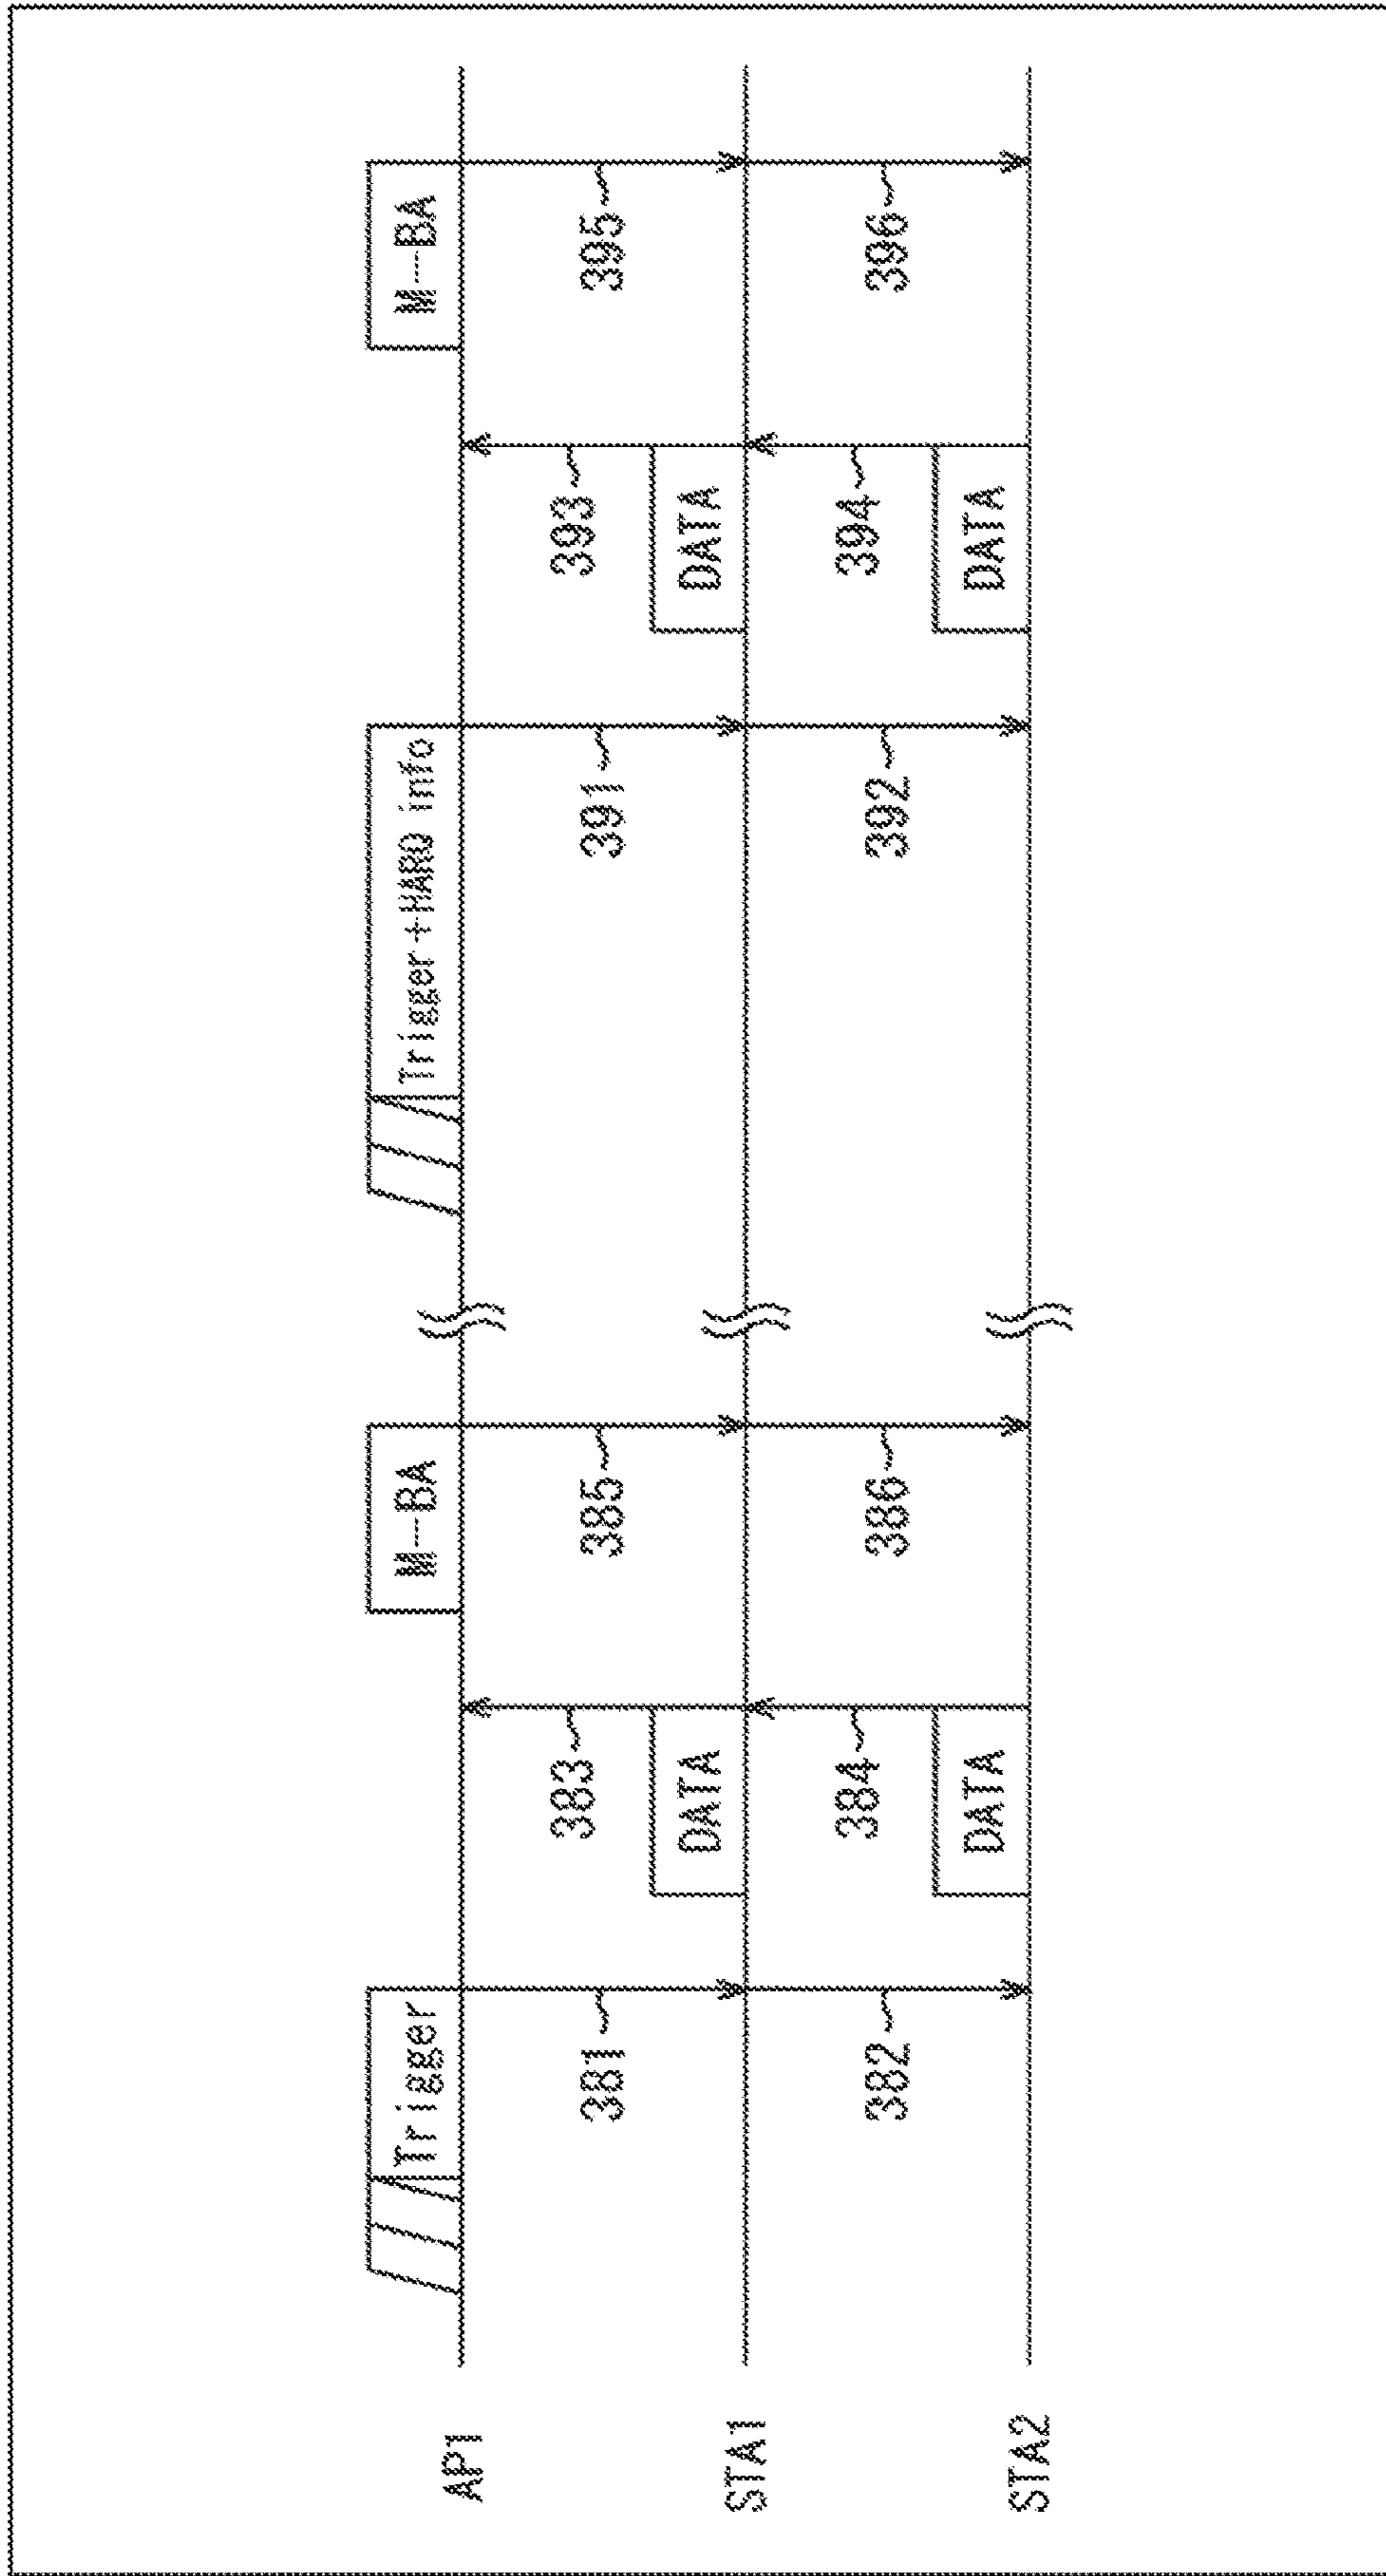 Trigger
M--BA
Trigger+HARQ info
M--BA
AP1
383
393
381
385
391
395
DATA
DATA
STA1
384
394
382
386
392
396
DATA
DATA
STA2